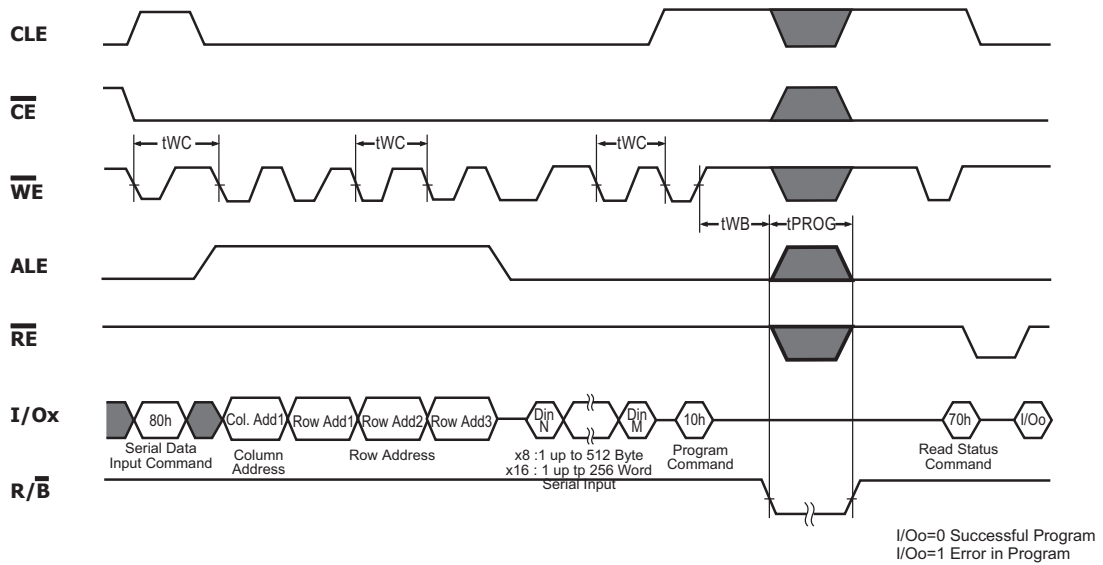 CLE
CE
tWC
tWC
tWC
WE
tWB
tPROG
ALE
RE
I/Ox
80h
Col. Add1
Row Add1
Row Add2
Row Add3
Din
N
Din
M
10h
70h
I/Oo
Serial Data
Input Command
Column
Address
Row Address
x8 :1 up to 512 Byte
x16 : 1 up tp 256 Word
Serial Input
Program
Command
Read Status
Command
R/B
I/Oo=0 Successful Program
I/Oo=1 Error in Program